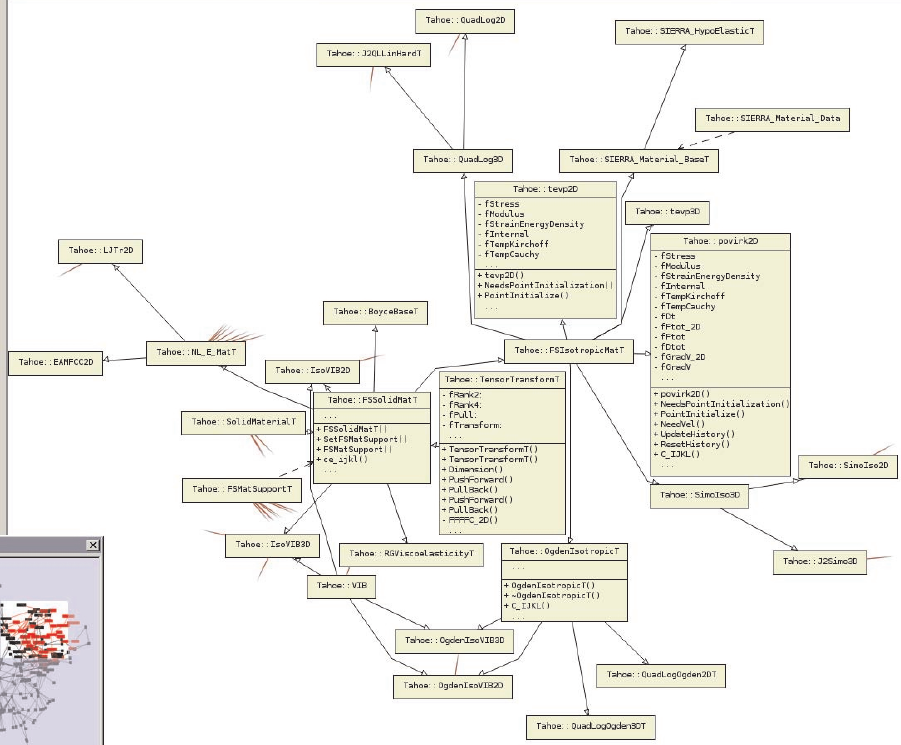 Tahoe::QuadLog2D
Tahoe::SIERRA_HypoElasticT
Tahoe::J2QLLinHardT
Tahoe::SIERRA_Material_Data
Tahoe::QuadLog3D
Tahoe::SIERRA_Material_BaseT
Tahoe::tevp2D
- fStress
- fModulus
- fStrainEnergyDensity
- fInternal
- fTempKirchoff
- fTempCauchy
...
+ tevp2D()
+ NeedsPointInitialization()
+ PointInitialize()
...
Tahoe::tevp3D
Tahoe::povirk2D
- fStress
- fModulus
- fStrainEnergyDensity
- fInternal
- fTempKirchoff
- fTempCauchy
- fDt
- fFtot_2D
- fFtot
- fDtot
- fGradV_2D
- fGradV
...
+ povirk2D()
+ NeedsPointInitialization()
+ PointInitialize()
+ NeedVel()
+ UpdateHistory()
+ ResetHistory()
+ C_IJKL()
...
Tahoe::LJTr2D
Tahoe::BoyceBaseT
Tahoe::NL_E_MatT
Tahoe::EAMFCC2D
Tahoe::IsoVIB2D
Tahoe::FSIsotropicMatT
Tahoe::FSSolidMatT
...
+ FSSolidMatT()
+ SetFSMatSupport()
+ FSMatSupport()
+ ce_ijkl()
...
Tahoe::TensorTransformT
- fRank2:
- fRank4:
- fPull:
- fTransform:
...
+ TensorTransformT()
+ TensorTransformT()
+ Dimension()
+ PushForward()
+ PullBack()
+ PushForward()
+ PullBack()
- FFFFC_2D()
...
Tahoe::SolidMaterialT
Tahoe::FSMatSupportT
Tahoe::SimoIso2D
Tahoe::SimoIso3D
Tahoe::IsoVIB3D
Tahoe::RGViscoelasticityT
Tahoe::OgdenIsotropicT
...
+ OgdenIsotropicT()
+ ~OgdenIsotropicT()
+ C_IJKL()
...
Tahoe::J2Simo3D
Tahoe::VIB
Tahoe::OgdenIsoVIB3D
Tahoe::OgdenIsoVIB2D
Tahoe::QuadLogOgden2DT
Tahoe::QuadLogOgden3DT